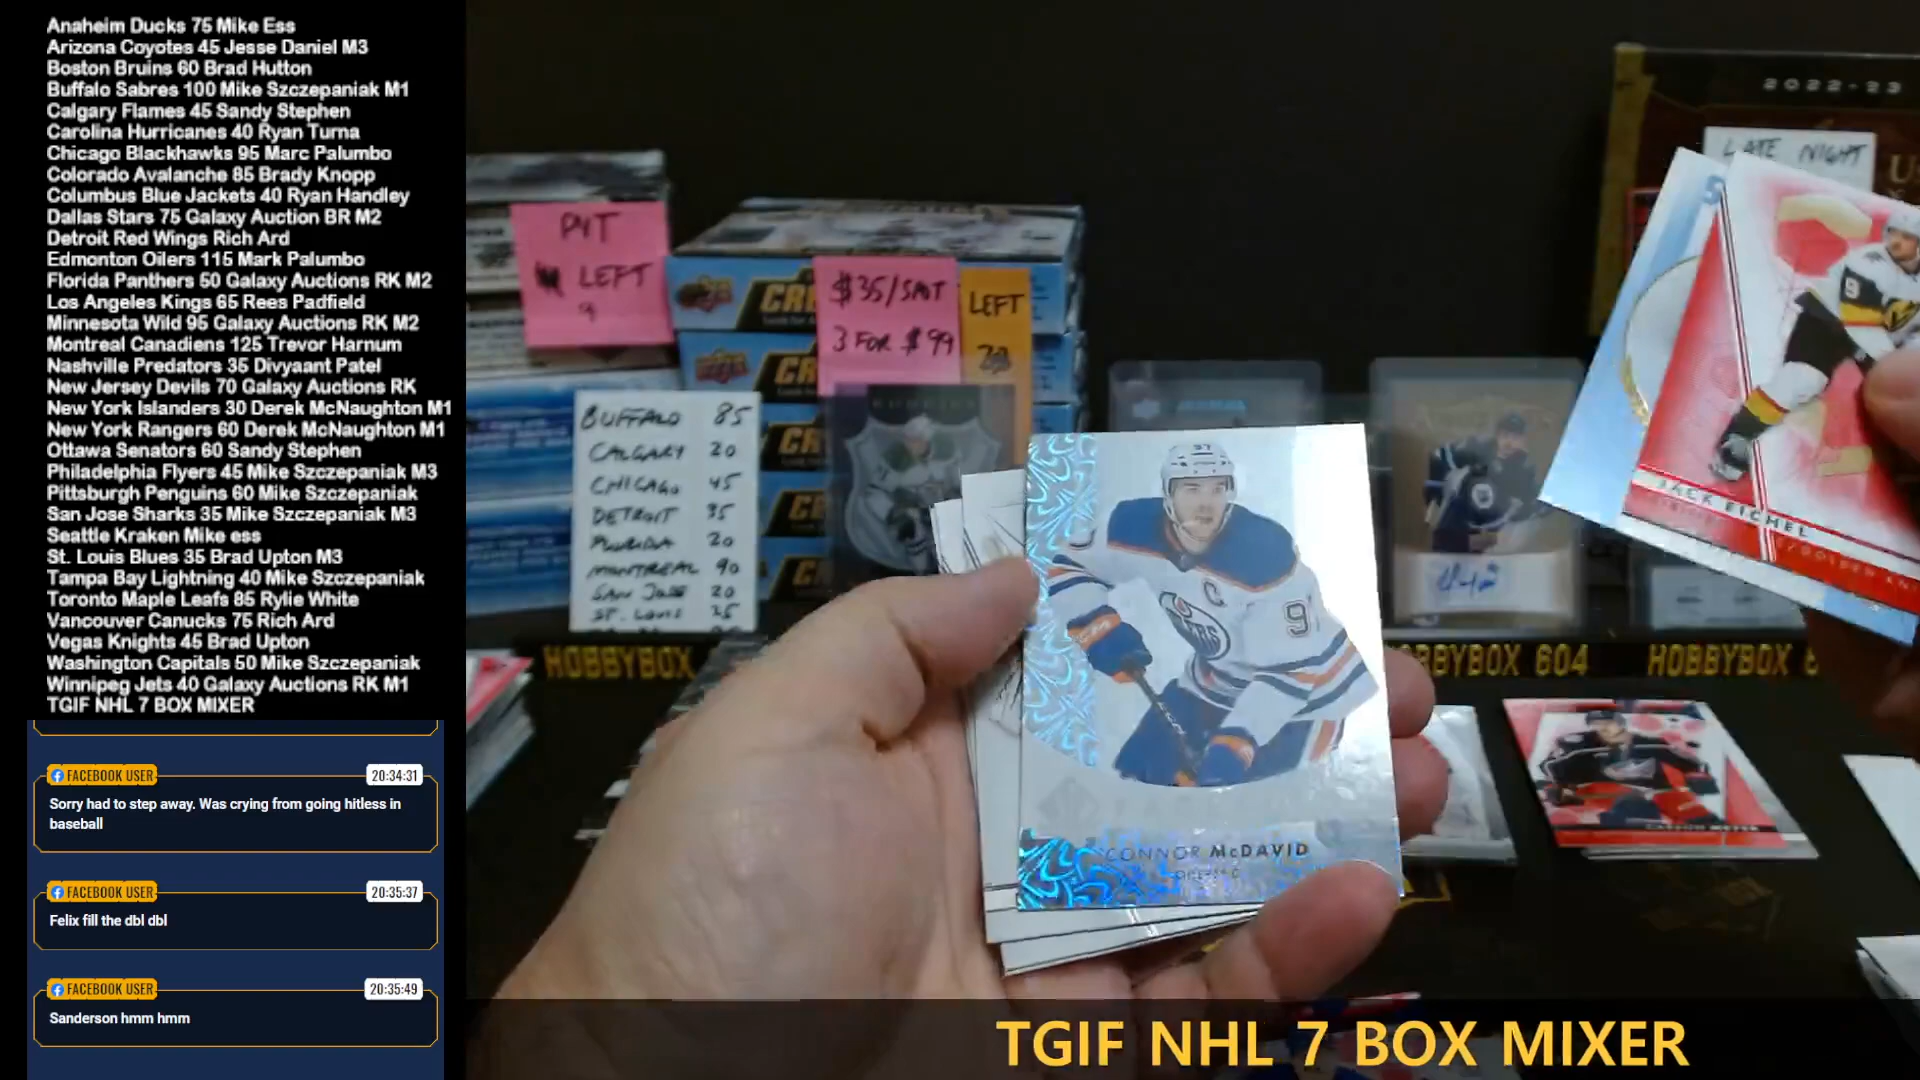 Anaheim Ducks 75 Mike Ess
Arizona Coyotes 45 Jesse Daniel M3
Boston Bruins 60 Brad Hutton
Buffalo Sabres 100 Mike Szczepaniak M1
Calgary Flames 45 Sandy Stephen
Carolina Hurricanes 40 Ryan Turna
Chicago Blackhawks 95 Marc Palumbo
Colorado Avalanche 85 Brady Knopp
Columbus Blue Jackets 40 Ryan Handley
Dallas Stars 75 Galaxy Auction BR M2
Detroit Red Wings Rich Ard
Edmonton Oilers 115 Mark Palumbo
Florida Panthers 50 Galaxy Auctions RK M2
Los Angeles Kings 65 Rees Padfield
Minnesota Wild 95 Galaxy Auctions RK M2
Montreal Canadiens 125 Trevor Harnum
Nashville Predators 35 Divyaant Patel
New Jersey Devils 70 Galaxy Auctions RK
New York Islanders 30 Derek McNaughton M1
New York Rangers 60 Derek McNaughton M1
Ottawa Senators 60 Sandy Stephen
Philadelphia Flyers 45 Mike Szczepaniak M3
Pittsburgh Penguins 60 Mike Szczepaniak
San Jose Sharks 35 Mike Szczepaniak M3
Seattle Kraken Mike ess
St. Louis Blues 35 Brad Upton M3
Tampa Bay Lightning 40 Mike Szczepaniak
Toronto Maple Leafs 85 Rylie White
Vancouver Canucks 75 Rich Ard
Vegas Knights 45 Brad Upton
Washington Capitals 50 Mike Szczepaniak
Winnipeg Jets 40 Galaxy Auctions RK M1
TGIF NHL 7 BOX MIXER
FACEBOOK USER 20:34:31
Sorry had to step away. Was crying from going hitless in
baseball
FACEBOOK USER 20:35:37
Felix fill the dbl dbl
FACEBOOK USER 20:35:49
Sanderson hmm hmm
2022-23
LATE NIGHT
PYT
LEFT
9
$35/SPOT
3 FOR $99
LEFT
BUFFALO 85
CALGARY 20
CHICAGO 45
DETROIT 35
FLORIDA 20
MONTREAL 90
SAN JOSE 20
ST. LOUIS 25
HOBBYBOX
HOBBYBOX 604
HOBBYBOX
JACK EICHEL
9
97
C
CONNOR McDAVID
TGIF NHL 7 BOX MIXER